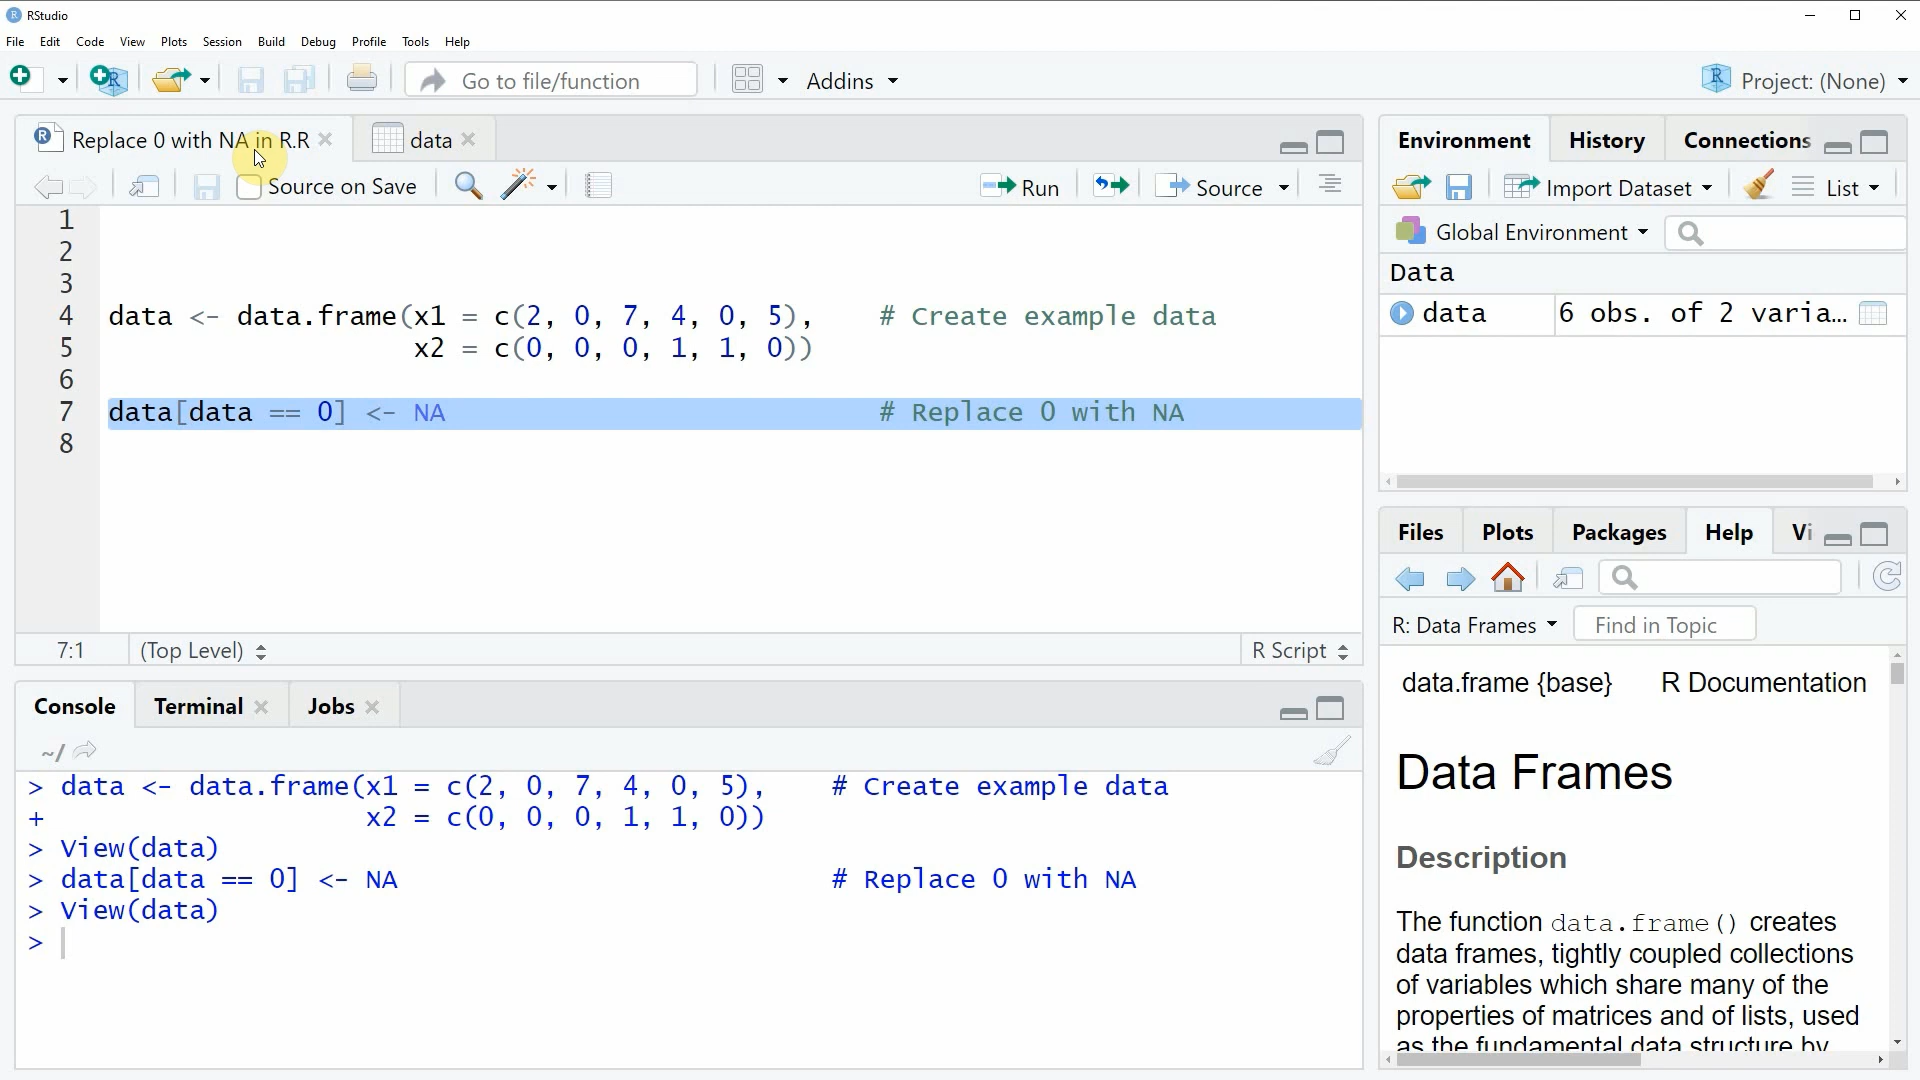 RStudio
File Edit Code View Plots Session Build Debug Profile Tools Help
Go to file/function Addins Project: (None)
Replace 0 with NA in R.R data
Source on Save Run Source
1
2
3
4 data <- data.frame(x1 = c(2, 0, 7, 4, 0, 5), # Create example data
5 x2 = c(0, 0, 0, 1, 1, 0))
6
7 data[data == 0] <- NA # Replace 0 with NA
8
7:1 (Top Level) R Script
Console Terminal Jobs
~/
> data <- data.frame(x1 = c(2, 0, 7, 4, 0, 5), # Create example data
+ x2 = c(0, 0, 0, 1, 1, 0))
> View(data)
> data[data == 0] <- NA # Replace 0 with NA
> View(data)
>
Environment History Connections
Import Dataset List
Global Environment
Data
data 6 obs. of 2 varia...
Files Plots Packages Help Vi
R: Data Frames Find in Topic
data.frame {base} R Documentation
Data Frames
Description
The function data.frame() creates
data frames, tightly coupled collections
of variables which share many of the
properties of matrices and of lists, used
as the fundamental data structure by